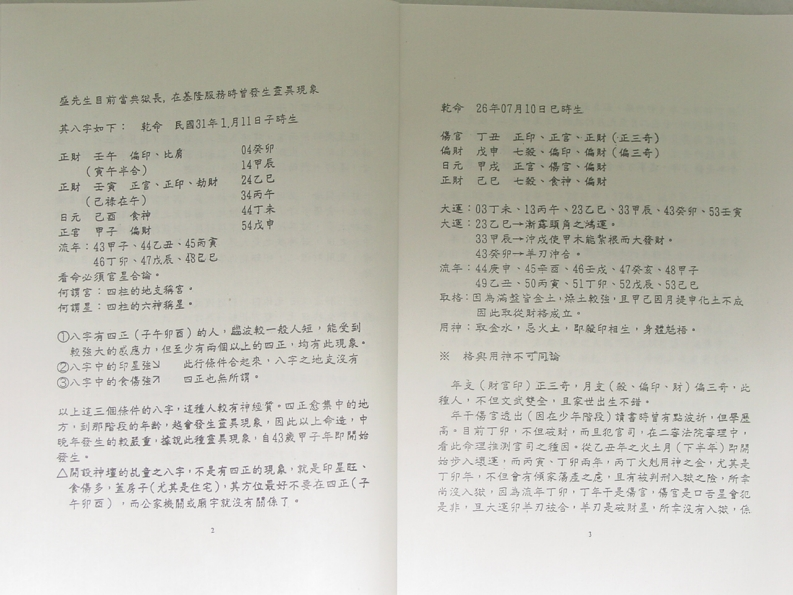 盛先生目前當典獄長，在基隆服務時曾發生靈異現象
其八字如下：　乾命　民國31年1月11日子時生
正財　壬午　偏印、比肩　04癸卯
（寅午半合）　14甲辰
正財　壬寅　正官、正印、劫財　24乙巳
（己祿在午）　34丙午
日元　己酉　食神　44丁未
正官　甲子　偏財　54戊申
流年：43甲子、44乙丑、45丙寅
46丁卯、47戊辰、48己巳
看命必須宮星合論。
何謂宮：四柱的地支稱宮。
何謂星：四柱的六神稱星。
①八字有四正（子午卯酉）的人，腦波較一般人短，能受到
較強大的感應力，但至少有兩個以上的四正，均有此現象。
②八字中的印星強↘　此行條件合起來，八字之地支沒有
③八字中的食傷強↗　四正也無所謂。
以上這三個條件的八字，這種人較有神經質。四正愈集中的地
方，到那階段的年齡，越會發生靈異現象，因此以上命造，中
晚年發生的較嚴重，據說此種靈異現象，自43歲甲子年即開始
發生。
△開設神壇的乩童之八字，不是有四正的現象，就是印星旺、
食傷多，蓋房子（尤其是住宅），其方位最好不要在四正（子
午卯酉），而公家機關或廟宇就沒有關係了。
2
乾命　26年07月10日巳時生
傷官　丁丑　正印、正官、正財（正三奇）
偏財　戊申　七殺、偏印、偏財（偏三奇）
日元　甲戌　正官、傷官、偏財
正財　己巳　七殺、食神、偏財
大運：03丁未、13丙午、23乙巳、33甲辰、43癸卯、53壬寅
大運：23乙巳→漸露頭角之鴻運。
33甲辰→沖戌使甲木能紮根而大發財。
43癸卯→羊刃沖合。
流年：44庚申、45辛酉、46壬戌、47癸亥、48甲子
49乙丑、50丙寅、51丁卯、52戊辰、53己巳
取格：因為滿盤皆金土，燥土較強，且甲己因月提申化土不成
因此取從財格成立。
用神：取金水，忌火土，即殺印相生，身體魁梧。
※　格與用神不可同論
年支（財官印）正三奇，月支（殺、偏印、財）偏三奇，此
種人，不但文武雙全，且家世出生不錯。
年干傷官透出（因在少年階段）讀書時曾有點波折，但學歷
高。目前丁卯，不但破財，而且犯官司，在二審法院審理中，
看此命理推測官司之種因。從乙丑年之火土月（下半年）即開
始步入壞運，而丙寅、丁卯兩年，丙丁火剋用神之金，尤其是
丁卯年，不但會有傾家蕩產之慮，且有被判刑入獄之險，所幸
尚沒入獄，因為流年丁卯，丁年干是傷官，傷官是口舌星會犯
是非，且大運卯羊刃被合，羊刃是破財星，所幸沒有入獄，係
3